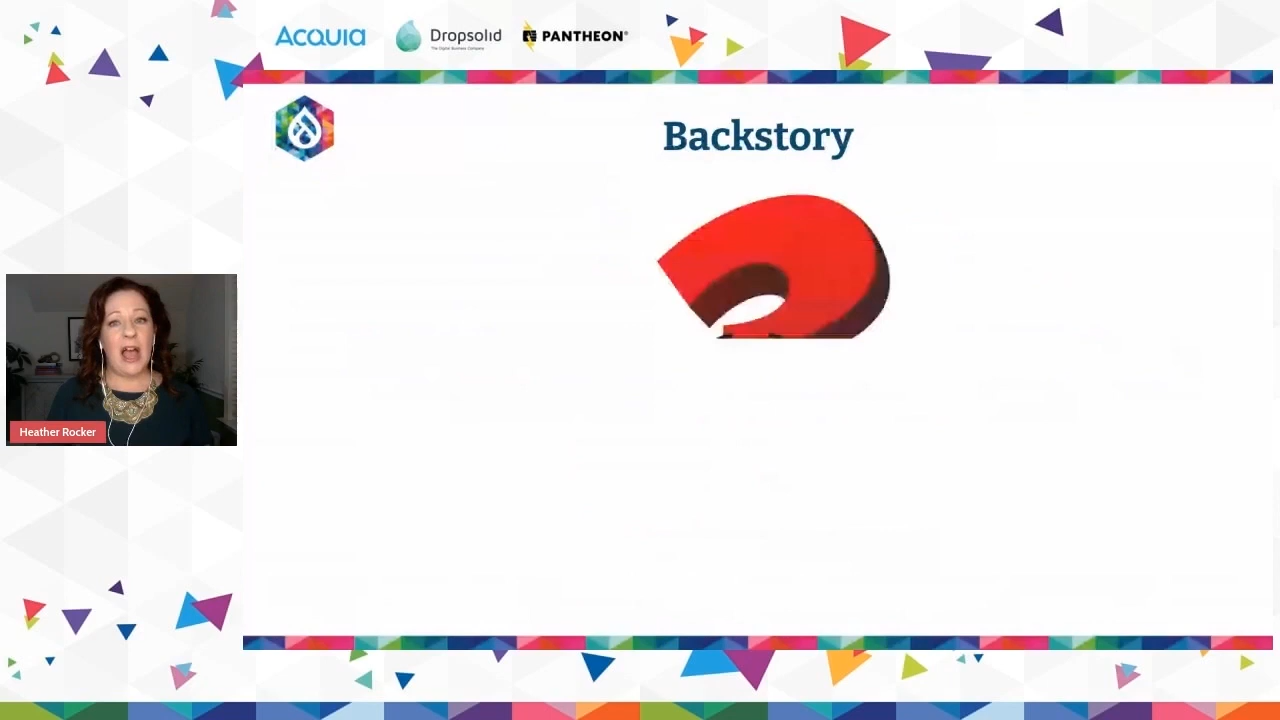 ACQUIA
Dropsolid
The Digital Business Company
PANTHEON®
Backstory
Heather Rocker